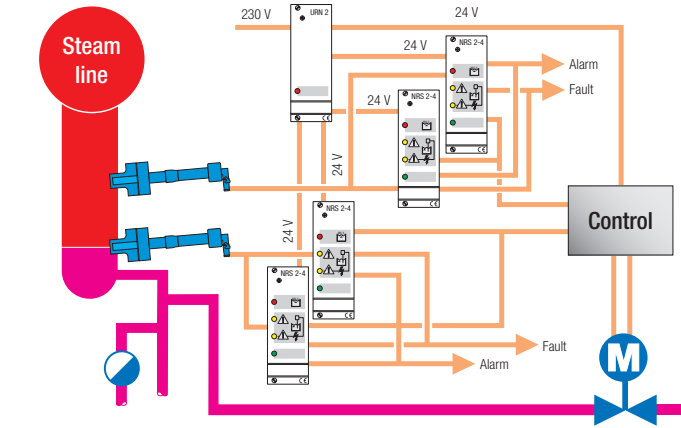 230 V
URN 2
24 V
Steam
line
24 V
NRS 2-4
Alarm
Fault
24 V
NRS 2-4
24 V
NRS 2-4
24 V
NRS 2-4
Control
Fault
Alarm
M